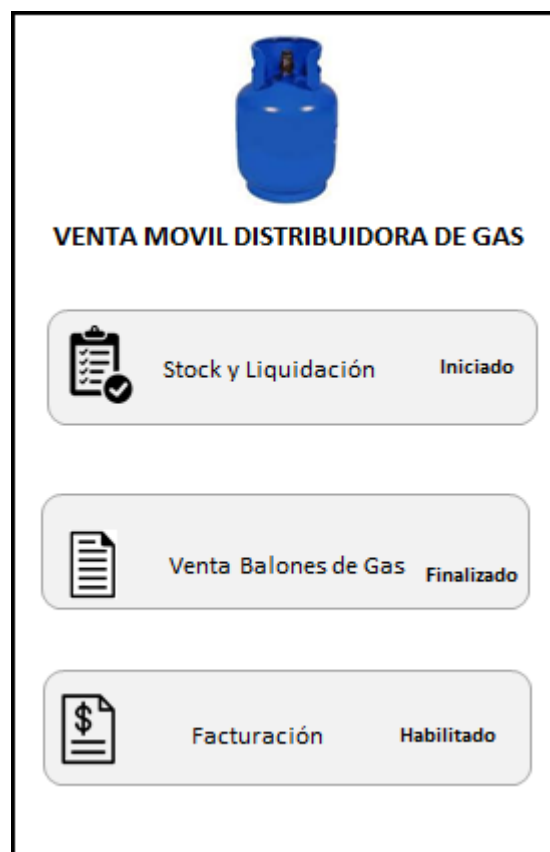 VENTA MOVIL DISTRIBUIDORA DE GAS
Stock y Liquidación Iniciado
Venta Balones de Gas Finalizado
$
Facturación Habilitado